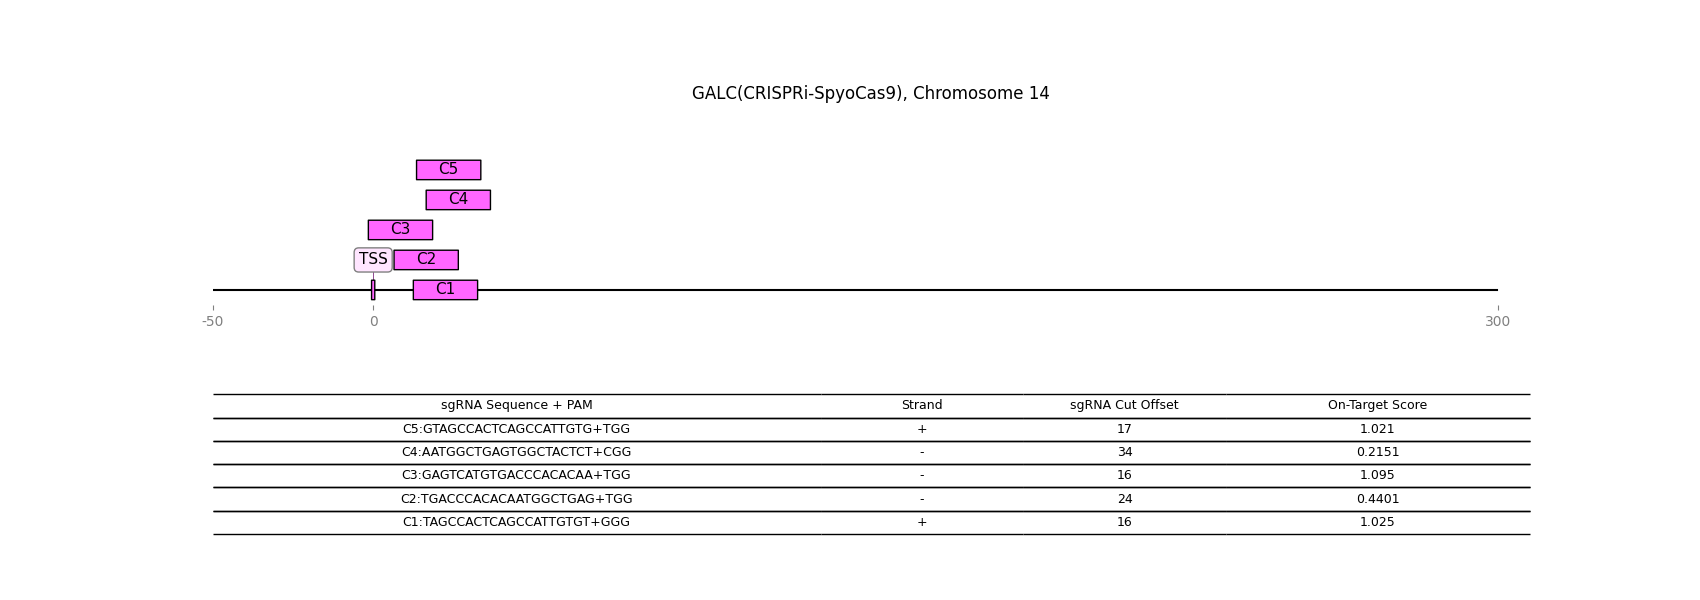 GALC(CRISPRi-SpyoCas9), Chromosome 14
C5
C4
C3
TSS C2
C1
-50 0 300
sgRNA Sequence + PAM Strand sgRNA Cut Offset On-Target Score
C5:GTAGCCACTCAGCCATTGTG+TGG + 17 1.021
C4:AATGGCTGAGTGGCTACTCT+CGG - 34 0.2151
C3:GAGTCATGTGACCCACACAA+TGG - 16 1.095
C2:TGACCCACACAATGGCTGAG+TGG - 24 0.4401
C1:TAGCCACTCAGCCATTGTGT+GGG + 16 1.025